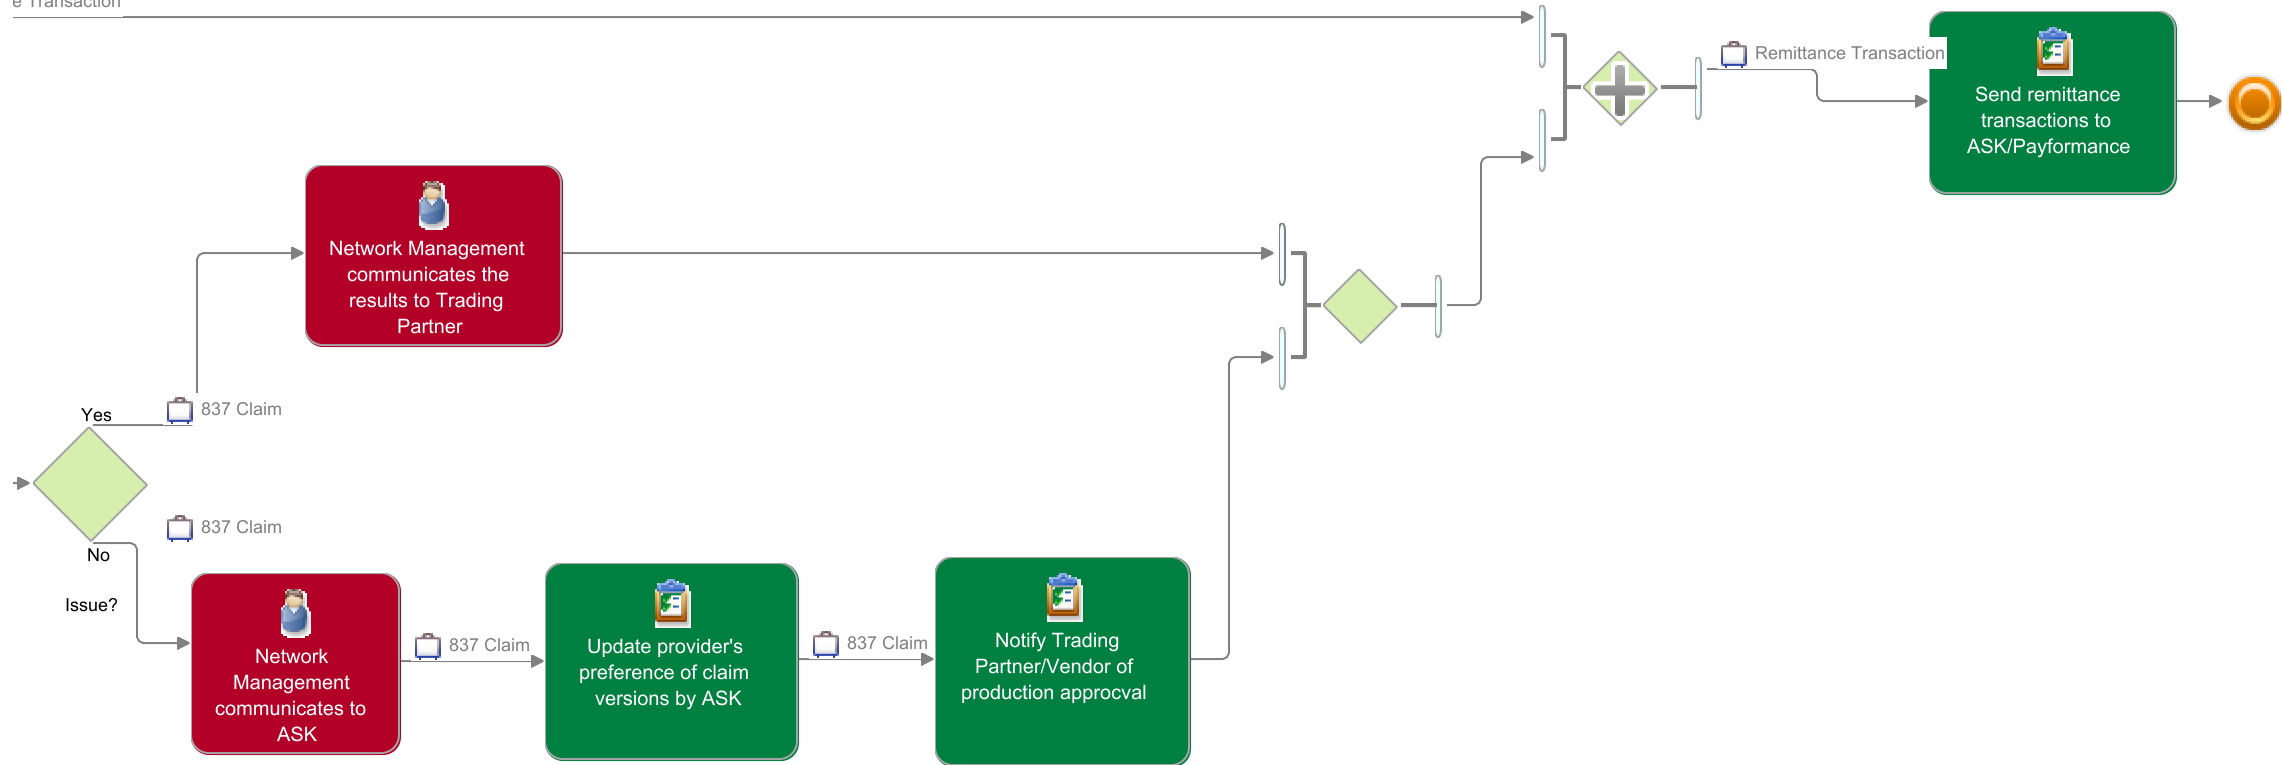 e Transaction
Remittance Transaction
Send remittance
transactions to
ASK/Payformance
Network Management
communicates the
results to Trading
Partner
Yes
837 Claim
837 Claim
No
Issue?
Network
Management
communicates to
ASK
837 Claim
Update provider's
preference of claim
versions by ASK
837 Claim
Notify Trading
Partner/Vendor of
production approcval